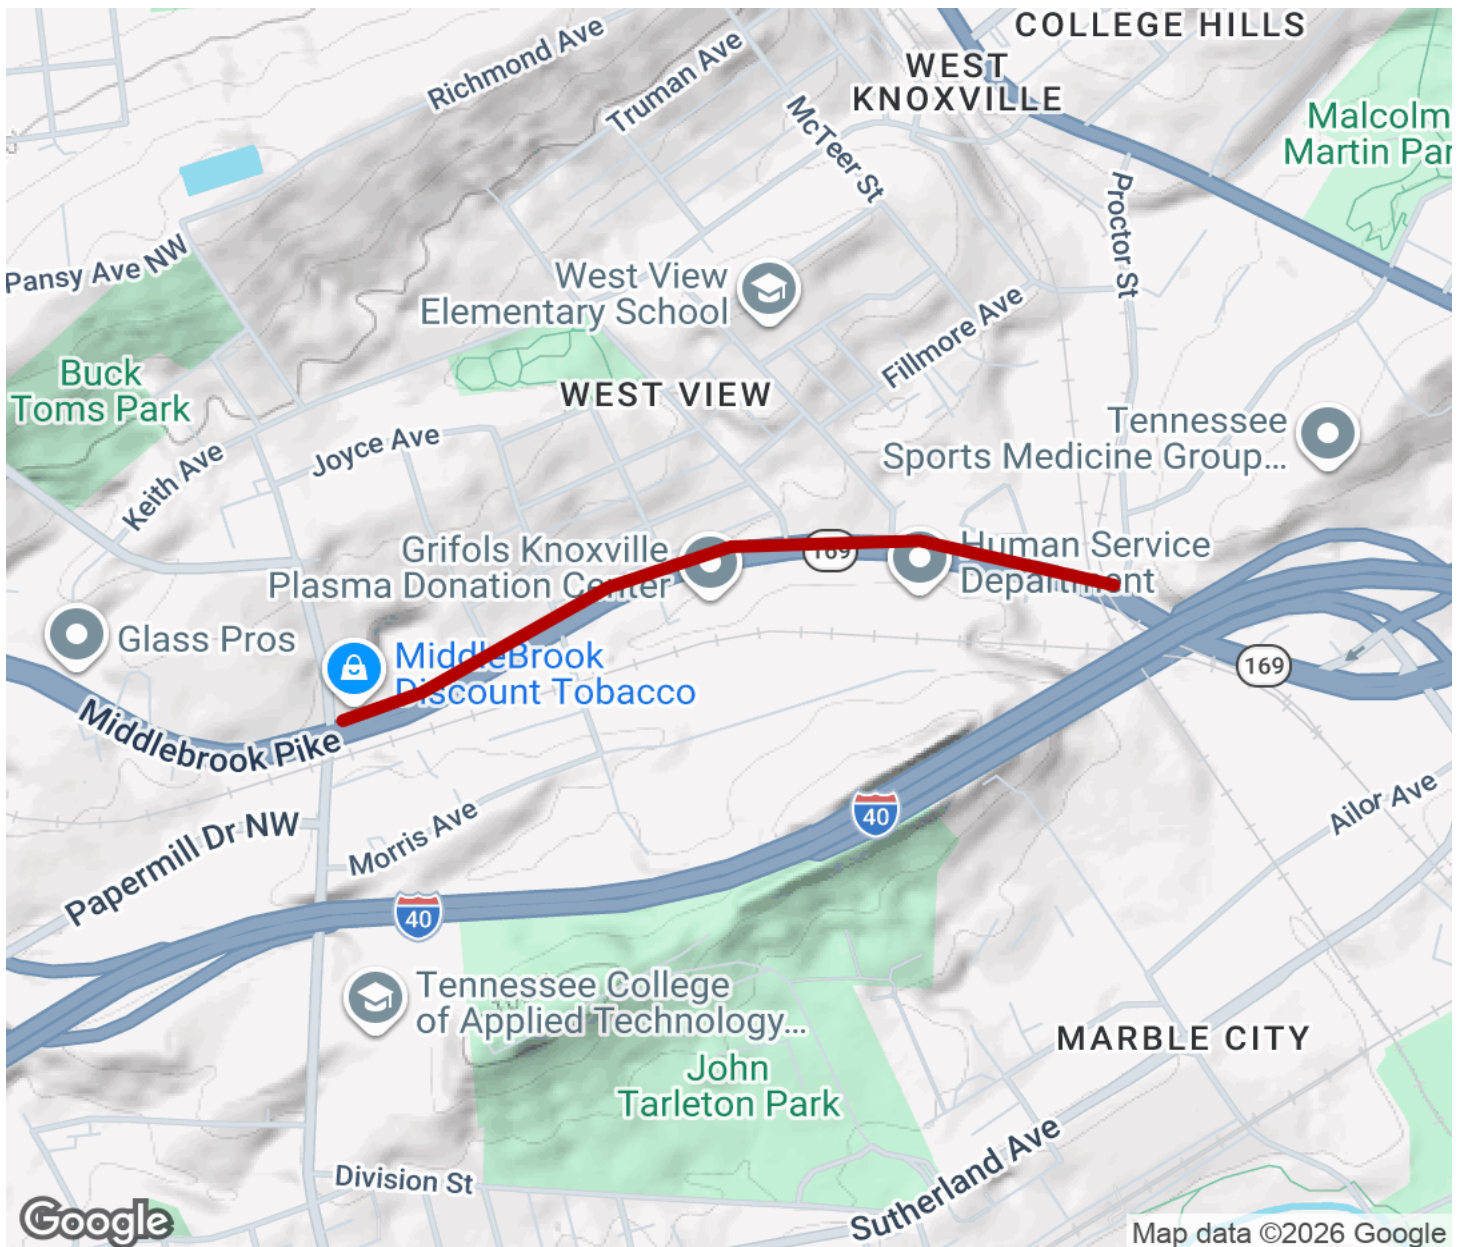 COLLEGE HILLS
Richmond Ave
Truman Ave
WEST
KNOXVILLE
McTeer St
Malcolm
Martin Par
Proctor St
Pansy Ave NW
West View
Elementary School
Fillmore Ave
Buck
Toms Park
WEST VIEW
Joyce Ave
Keith Ave
Tennessee
Sports Medicine Group...
Grifols Knoxville
Plasma Donation Center
169
Human Service
Department
Glass Pros
MiddleBrook
Discount Tobacco
169
Middlebrook Pike
Papermill Dr NW
Morris Ave
40
Ailor Ave
40
Tennessee College
of Applied Technology...
MARBLE CITY
John
Tarleton Park
Division St
Sutherland Ave
Google
Map data ©2026 Google